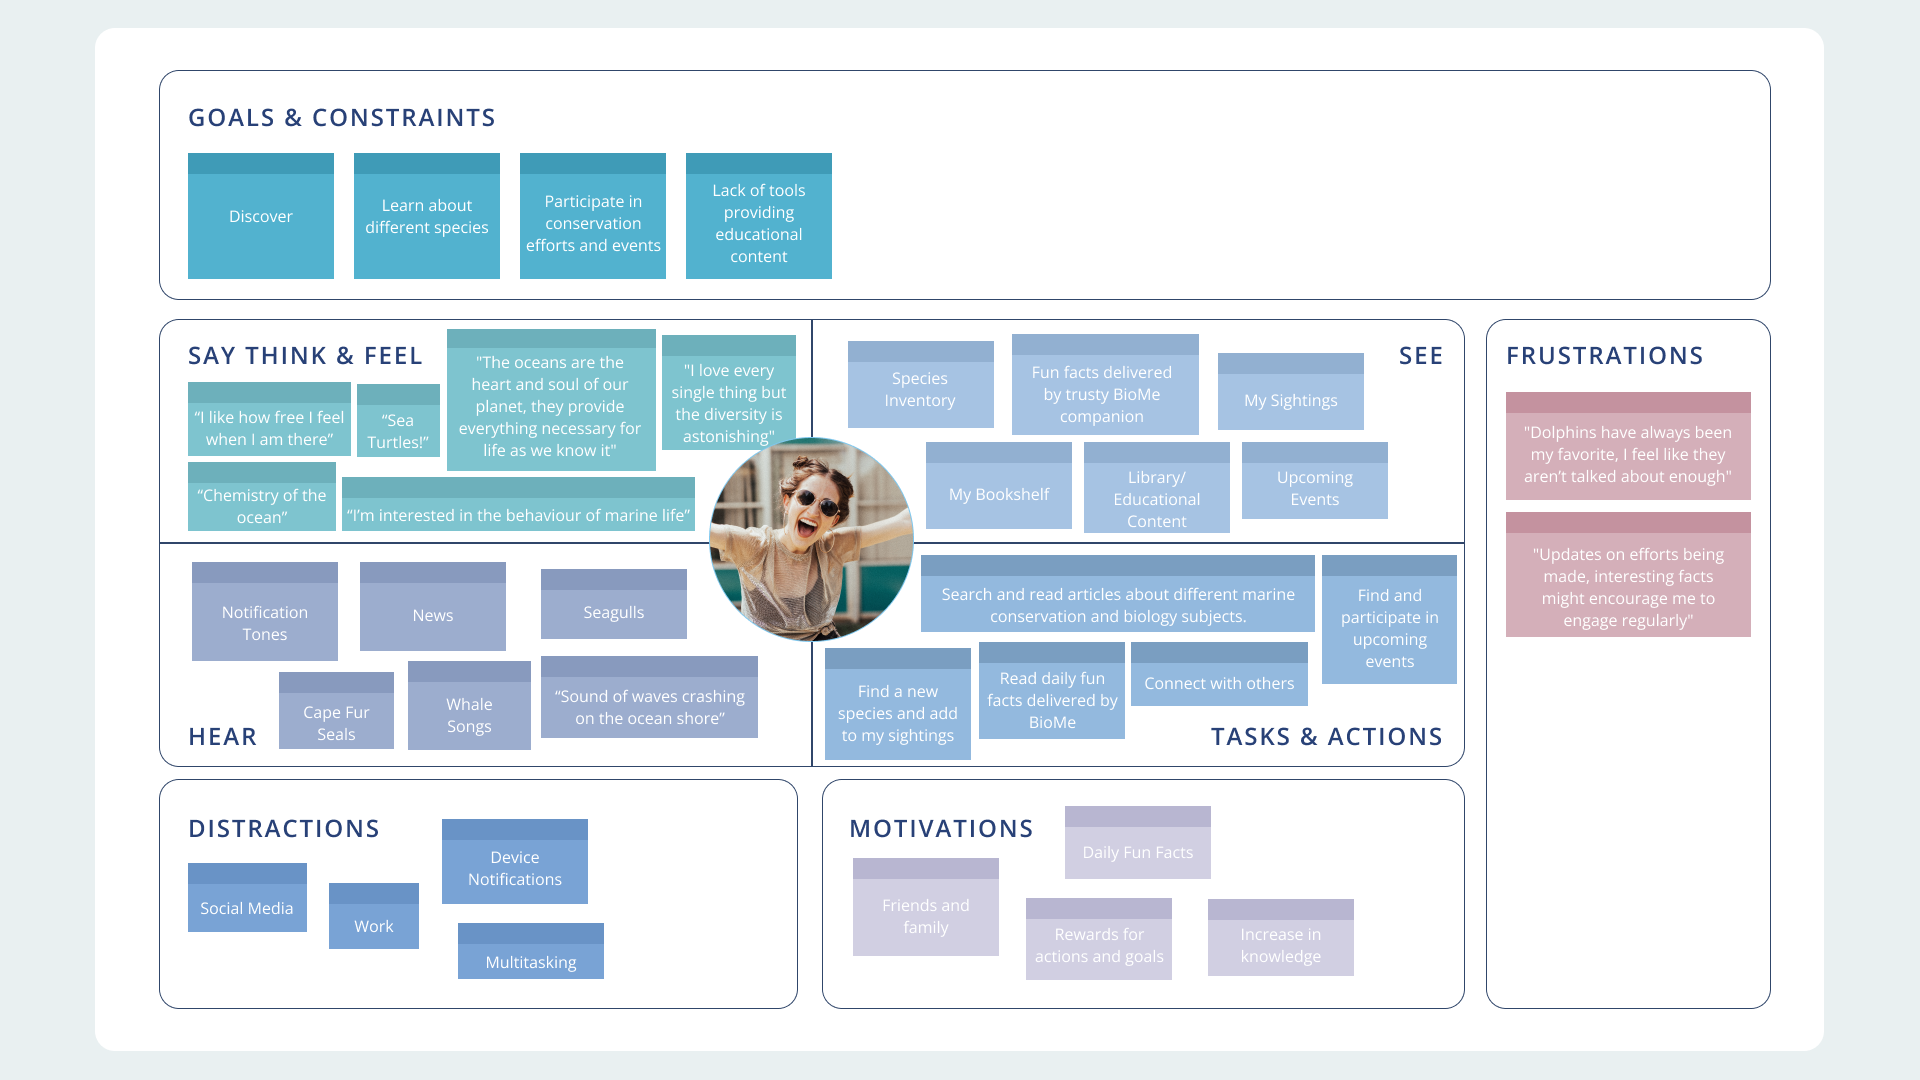 GOALS & CONSTRAINTS
Discover
Learn about
different species
Participate in
conservation
efforts and events
Lack of tools
providing
educational
content
SAY THINK & FEEL
“I like how free I feel
when I am there”
“Sea
Turtles!”
"The oceans are the
heart and soul of our
planet, they provide
everything necessary for
life as we know it"
"I love every
single thing but
the diversity is
astonishing"
“Chemistry of the
ocean”
“I’m interested in the behaviour of marine life”
SEE
Species
Inventory
Fun facts delivered
by trusty BioMe
companion
My Sightings
My Bookshelf
Library/
Educational
Content
Upcoming
Events
FRUSTRATIONS
"Dolphins have always been
my favorite, I feel like they
aren’t talked about enough"
"Updates on efforts being
made, interesting facts
might encourage me to
engage regularly"
Notification
Tones
News
Seagulls
Cape Fur
Seals
Whale
Songs
“Sound of waves crashing
on the ocean shore”
HEAR
Search and read articles about different marine
conservation and biology subjects.
Find and
participate in
upcoming
events
Find a new
species and add
to my sightings
Read daily fun
facts delivered by
BioMe
Connect with others
TASKS & ACTIONS
DISTRACTIONS
Social Media
Work
Device
Notifications
Multitasking
MOTIVATIONS
Friends and
family
Daily Fun Facts
Rewards for
actions and goals
Increase in
knowledge